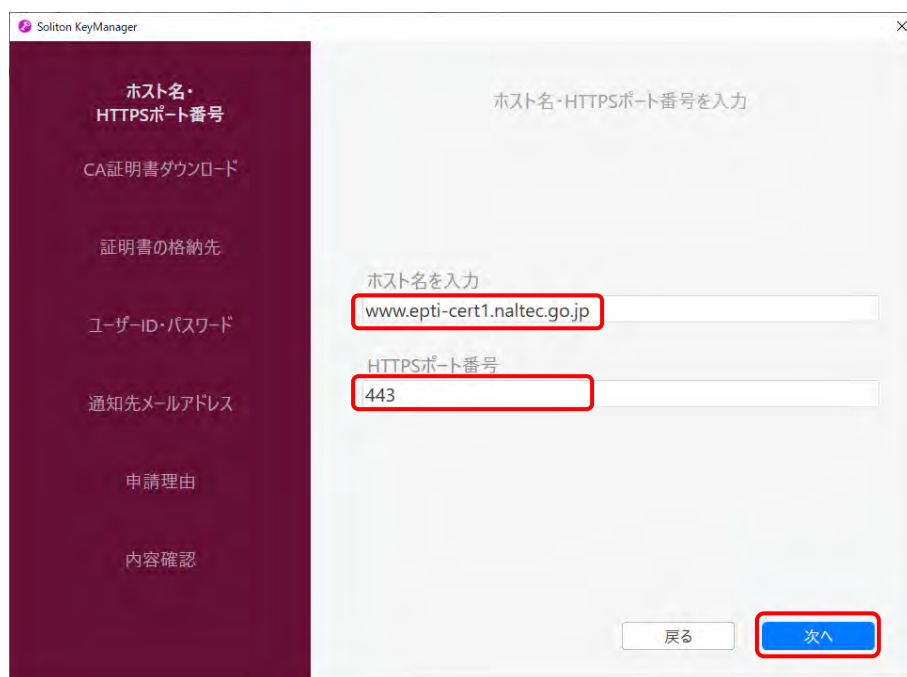 Soliton KeyManager
ホスト名・
HTTPSポート番号
CA証明書ダウンロード
証明書の格納先
ユーザーID・パスワード
通知先メールアドレス
申請理由
内容確認
ホスト名・HTTPSポート番号を入力
ホスト名を入力
www.epti-cert1.naltec.go.jp
HTTPSポート番号
443
戻る
次へ